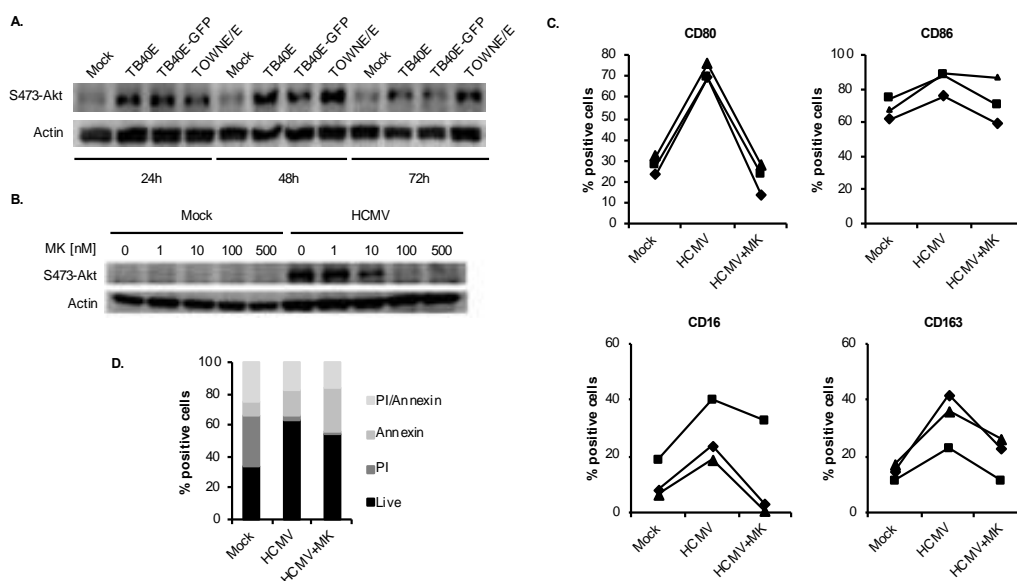 A.
Mock TB40E TB40E-GFP TOWNE/E Mock TB40E TB40E-GFP TOWNE/E Mock TB40E TB40E-GFP TOWNE/E
S473-Akt
Actin
24h 48h 72h
B.
Mock HCMV
MK [nM] 0 1 10 100 500 0 1 10 100 500
S473-Akt
Actin
C.
CD80
% positive cells
80
70
60
50
40
30
20
10
0
Mock HCMV HCMV+MK
CD86
% positive cells
100
80
60
40
20
0
Mock HCMV HCMV+MK
CD16
% positive cells
60
40
20
0
Mock HCMV HCMV+MK
CD163
% positive cells
60
40
20
0
Mock HCMV HCMV+MK
D.
% positive cells
100
80
60
40
20
0
Mock HCMV HCMV+MK
PI/Annexin
Annexin
PI
Live